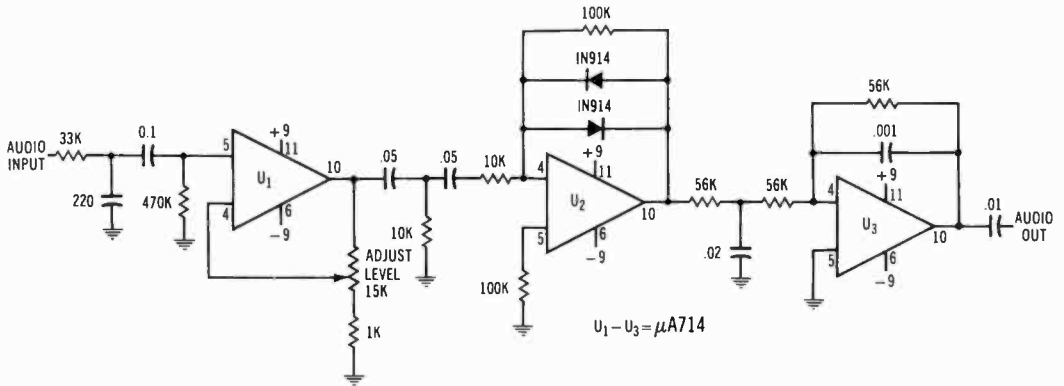 100K
IN914
IN914
56K
.001
AUDIO INPUT
33K
0.1
220
470K
5
4
+9
11
U1
10
6
-9
ADJUST LEVEL
15K
1K
.05
.05
10K
10K
4
5
+9
11
U2
10
6
-9
100K
56K
56K
.02
4
5
+9
11
U3
10
6
-9
.01
AUDIO OUT
U1-U3=μA714